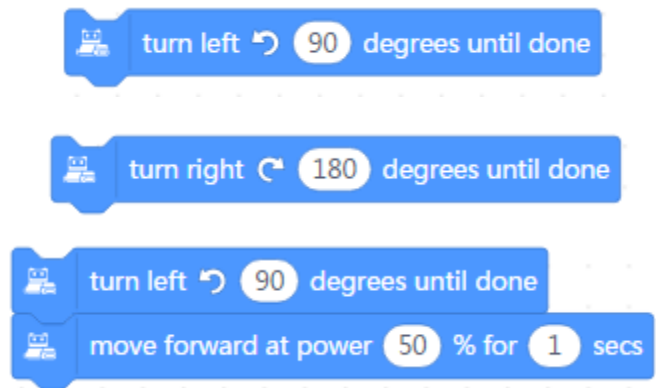 turn left 90 degrees until done
turn right 180 degrees until done
turn left 90 degrees until done
move forward at power 50 % for 1 secs